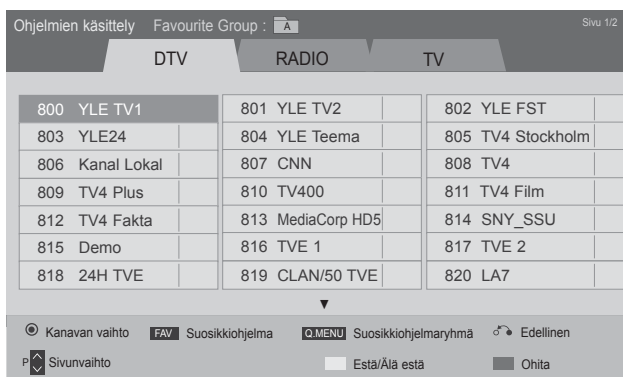 Ohjelmien käsittely Favourite Group : A Sivu 1/2
DTV RADIO TV
800 YLE TV1 801 YLE TV2 802 YLE FST
803 YLE24 804 YLE Teema 805 TV4 Stockholm
806 Kanal Lokal 807 CNN 808 TV4
809 TV4 Plus 810 TV400 811 TV4 Film
812 TV4 Fakta 813 MediaCorp HD5 814 SNY_SSU
815 Demo 816 TVE 1 817 TVE 2
818 24H TVE 819 CLAN/50 TVE 820 LA7
Kanavan vaihto FAV Suosikkiohjelma Q.MENU Suosikkiohjelmaryhmä Edellinen
P Sivunvaihto Estä/Älä estä Ohita